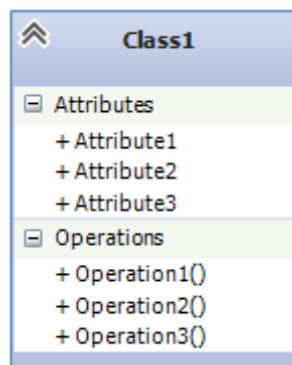 Class1
Attributes
+ Attribute1
+ Attribute2
+ Attribute3
Operations
+ Operation1()
+ Operation2()
+ Operation3()